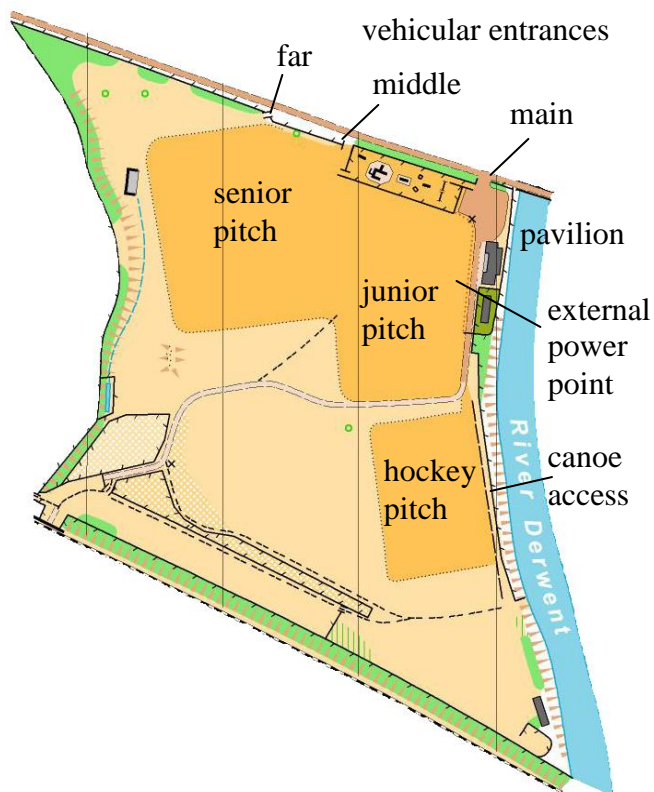 vehicular entrances
far
middle
main
senior
pitch
pavilion
junior
pitch
external
power
point
hockey
pitch
canoe
access
River Derwent